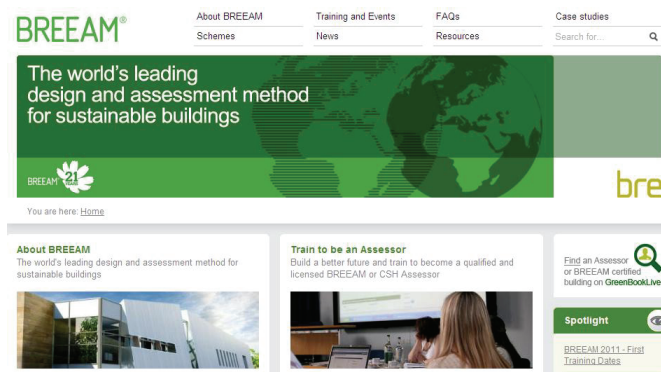 BREEAM®
About BREEAM
Training and Events
FAQs
Case studies
Schemes
News
Resources
Search for...
The world's leading
design and assessment method
for sustainable buildings
BREEAM 21
bre
You are here: Home
About BREEAM
The world's leading design and assessment method for
sustainable buildings
Train to be an Assessor
Build a better future and train to become a qualified and
licensed BREEAM or CSH Assessor
Find an Assessor
or BREEAM certified
building on GreenBookLive
Spotlight
BREEAM 2011 - First
Training Dates